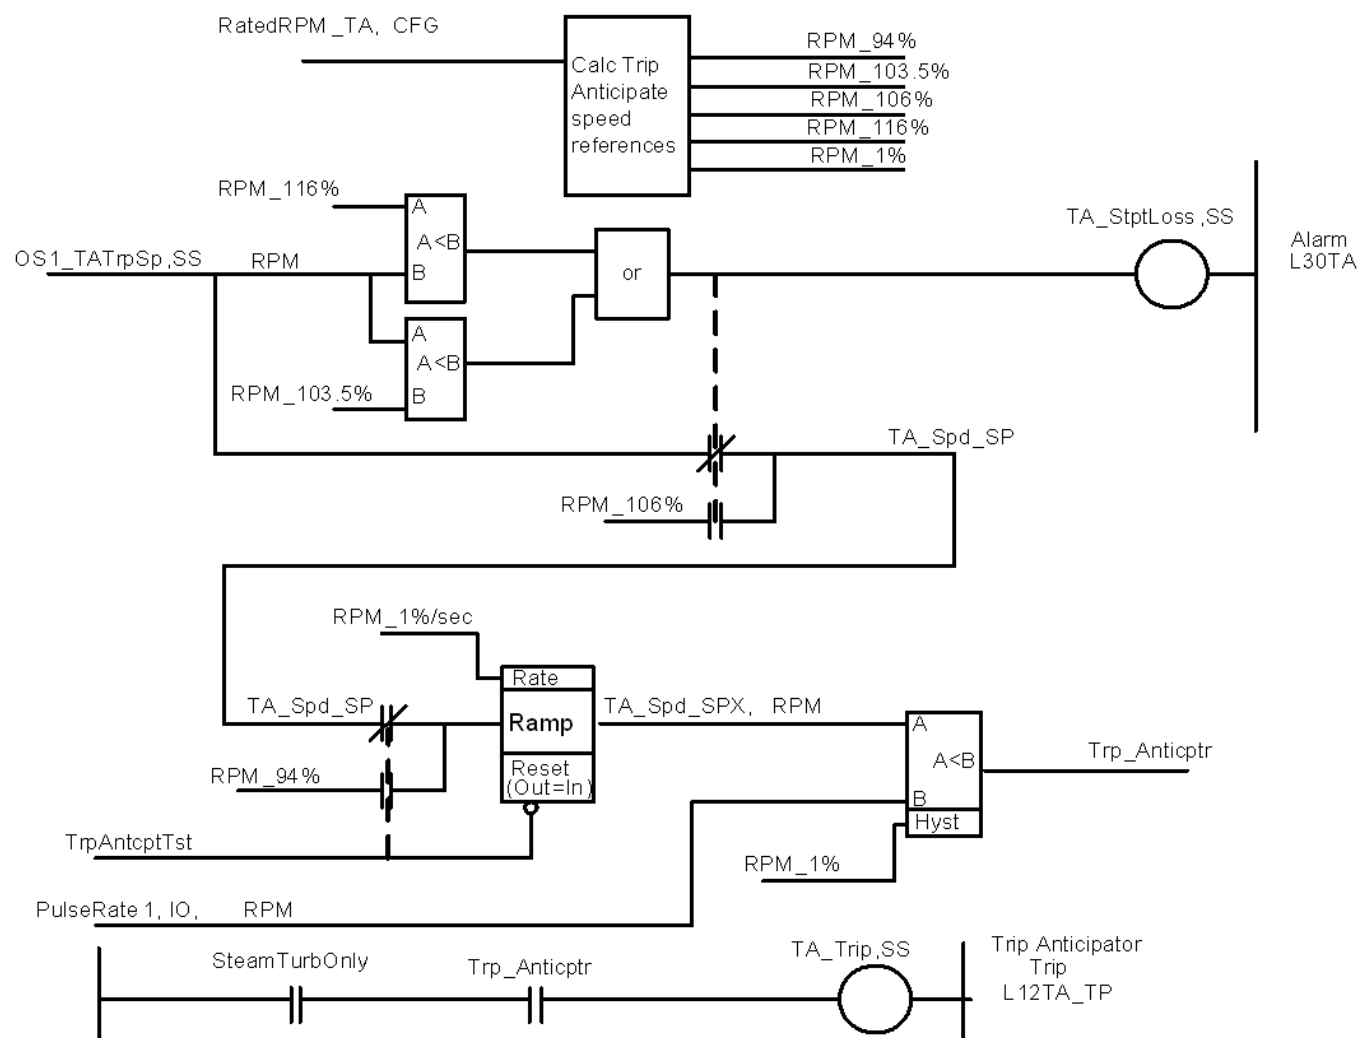 RatedRPM_TA, CFG
Calc Trip
Anticipate
speed
references
RPM_94%
RPM_103.5%
RPM_106%
RPM_116%
RPM_1%
RPM_116%
A
A<B
B
OS1_TATrpSp,SS
RPM
or
TA_StptLoss ,SS
Alarm
L30TA
A
A<B
B
RPM_103.5%
TA_Spd_SP
RPM_106%
RPM_1%/sec
Rate
TA_Spd_SP
Ramp
TA_Spd_SPX, RPM
A
A<B
B
Hyst
Trp_Anticptr
RPM_94%
Reset
(Out=In)
TrpAntcptTst
RPM_1%
PulseRate 1, IO, RPM
SteamTurbOnly
Trp_Anticptr
TA_Trip,SS
Trip Anticipator
Trip
L12TA_TP